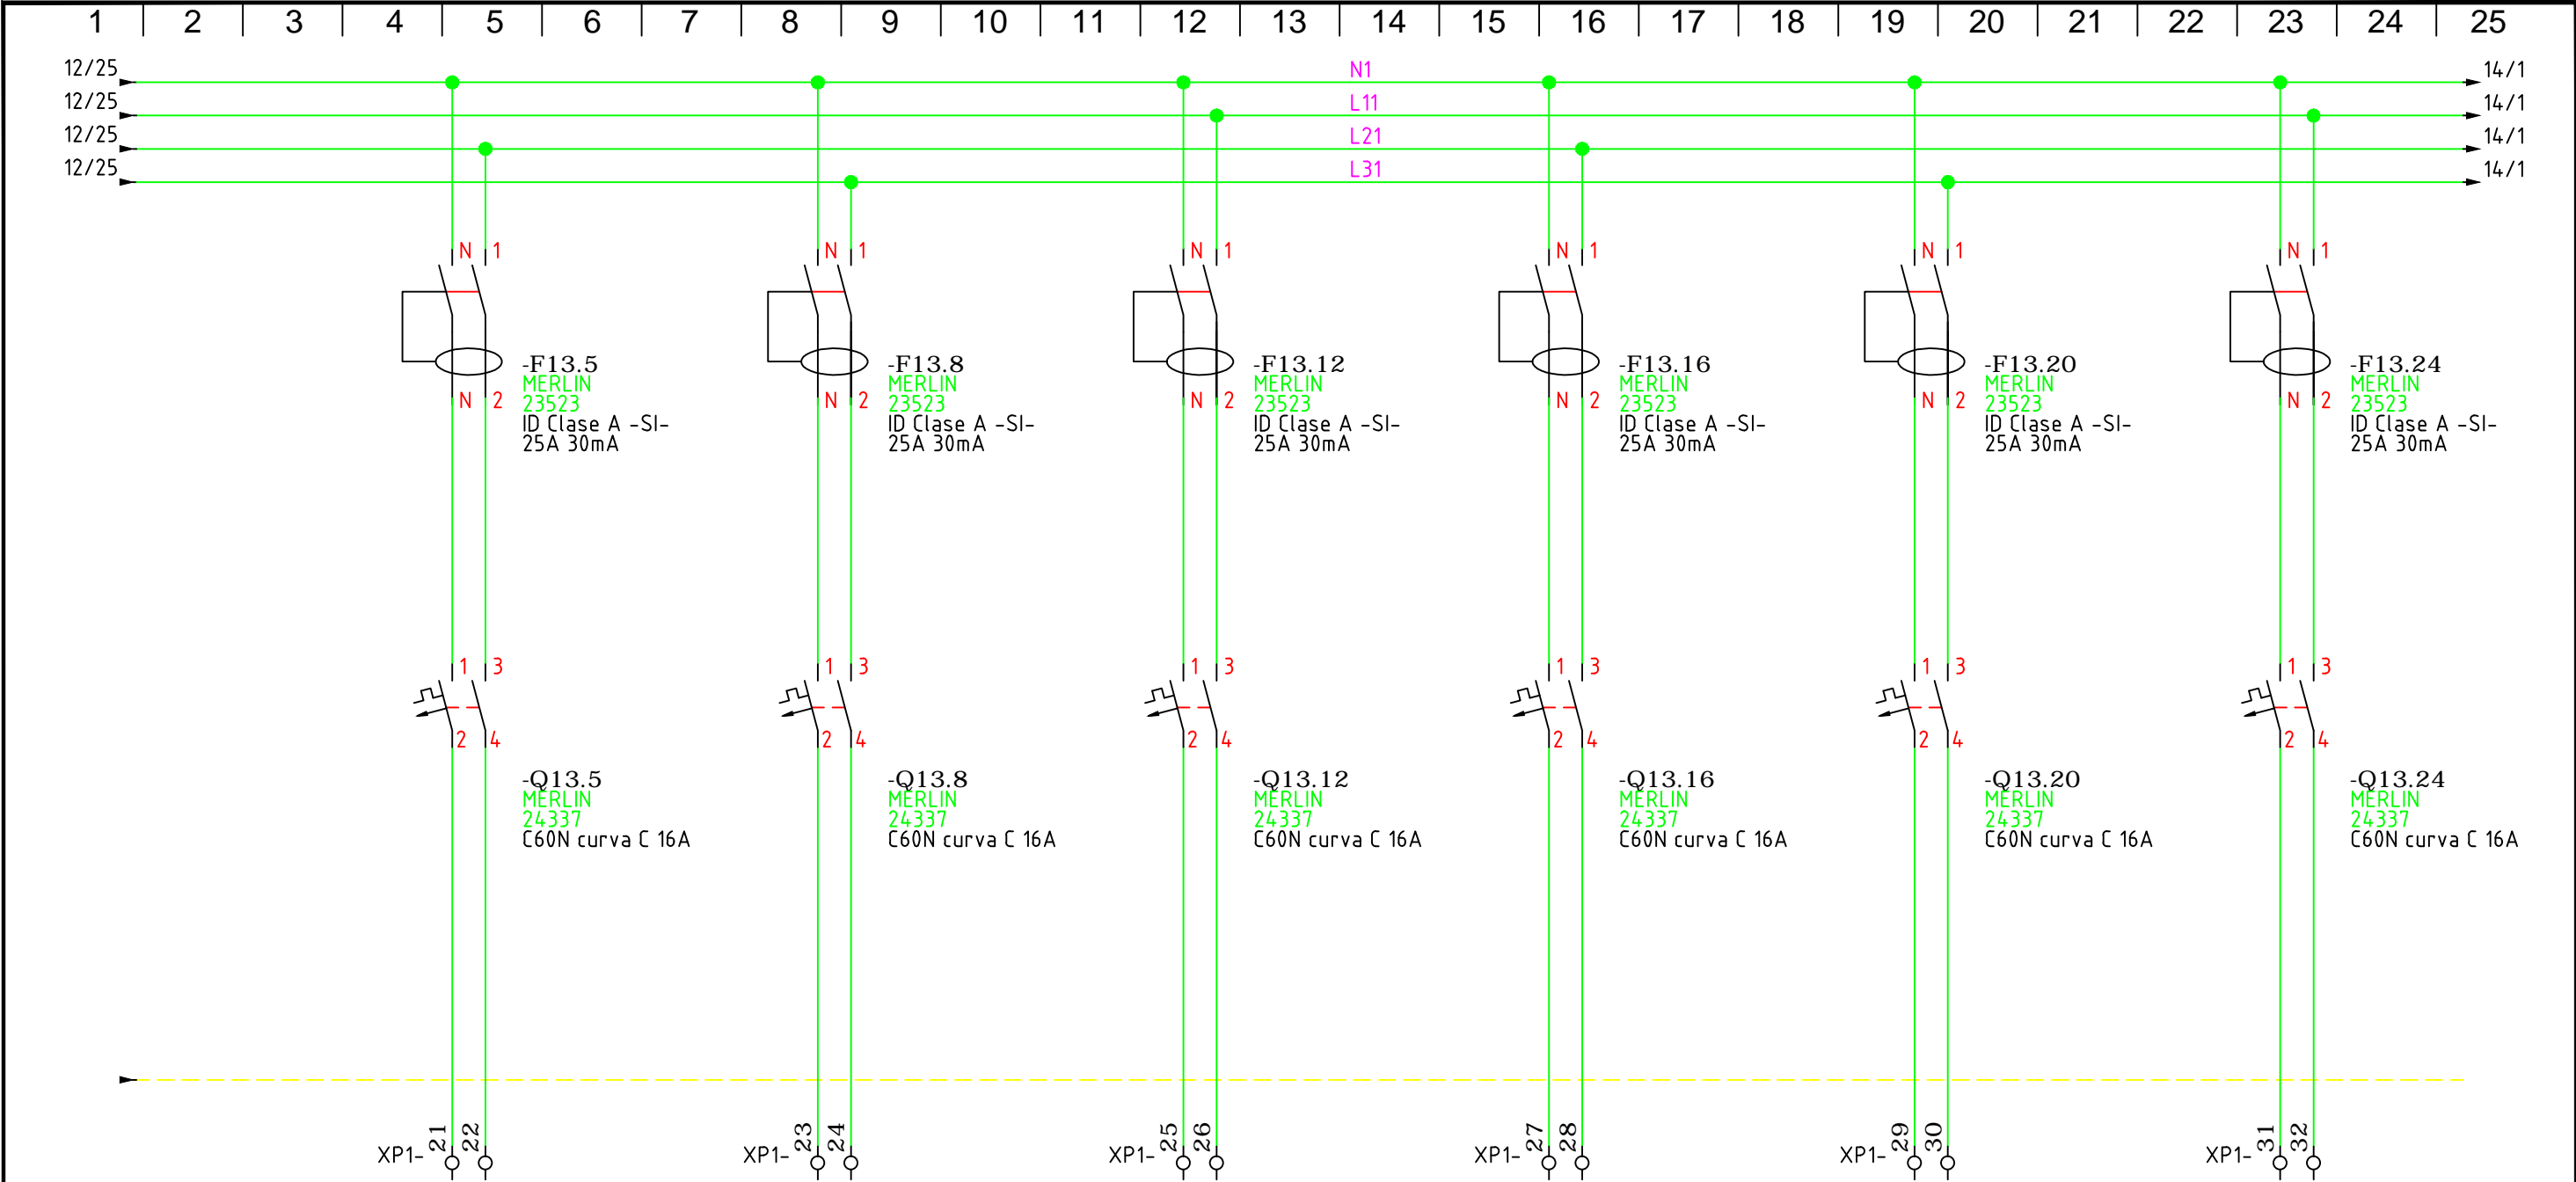 1 2 3 4 5 6 7 8 9 10 11 12 13 14 15 16 17 18 19 20 21 22 23 24 25
12/25 N1 14/1
12/25 L11 14/1
12/25 L21 14/1
12/25 L31 14/1
N 1 N 1 N 1 N 1 N 1 N 1
-F13.5 -F13.8 -F13.12 -F13.16 -F13.20 -F13.24
MERLIN MERLIN MERLIN MERLIN MERLIN MERLIN
N 2 23523 N 2 23523 N 2 23523 N 2 23523 N 2 23523 N 2 23523
ID Clase A -SI- ID Clase A -SI- ID Clase A -SI- ID Clase A -SI- ID Clase A -SI- ID Clase A -SI-
25A 30mA 25A 30mA 25A 30mA 25A 30mA 25A 30mA 25A 30mA
1 3 1 3 1 3 1 3 1 3 1 3
2 4 2 4 2 4 2 4 2 4 2 4
-Q13.5 -Q13.8 -Q13.12 -Q13.16 -Q13.20 -Q13.24
MERLIN MERLIN MERLIN MERLIN MERLIN MERLIN
24337 24337 24337 24337 24337 24337
C60N curva C 16A C60N curva C 16A C60N curva C 16A C60N curva C 16A C60N curva C 16A C60N curva C 16A
XP1- 21 22 XP1- 23 24 XP1- 25 26 XP1- 27 28 XP1- 29 30 XP1- 31 32